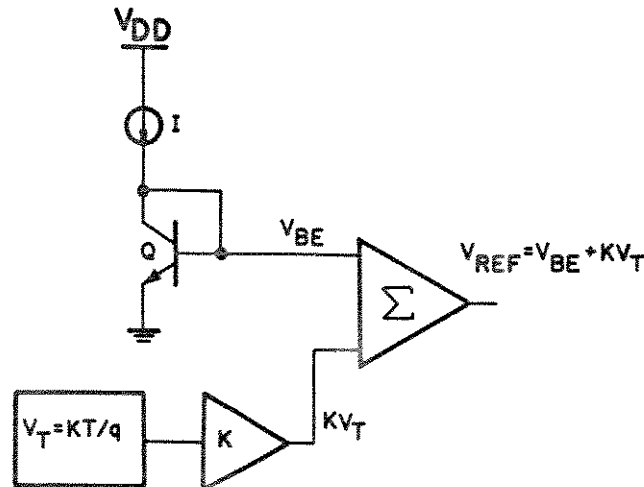 VDD
I
Q
VBE
VREF=VBE+KVT
Σ
VT=KT/q
K
KVT